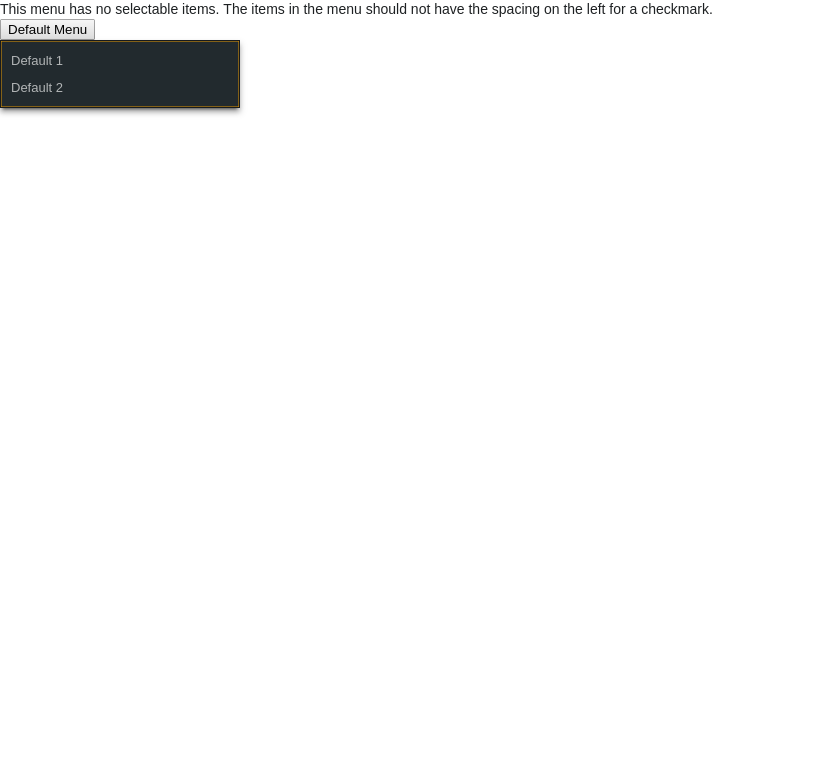 This menu has no selectable items. The items in the menu should not have the spacing on the left for a checkmark.
Default Menu
Default 1
Default 2